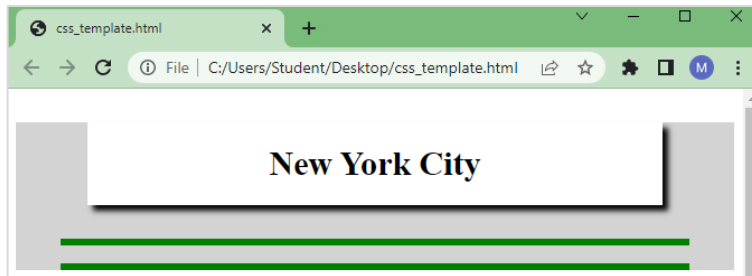 css_template.html
File | C:/Users/Student/Desktop/css_template.html
M
New York City